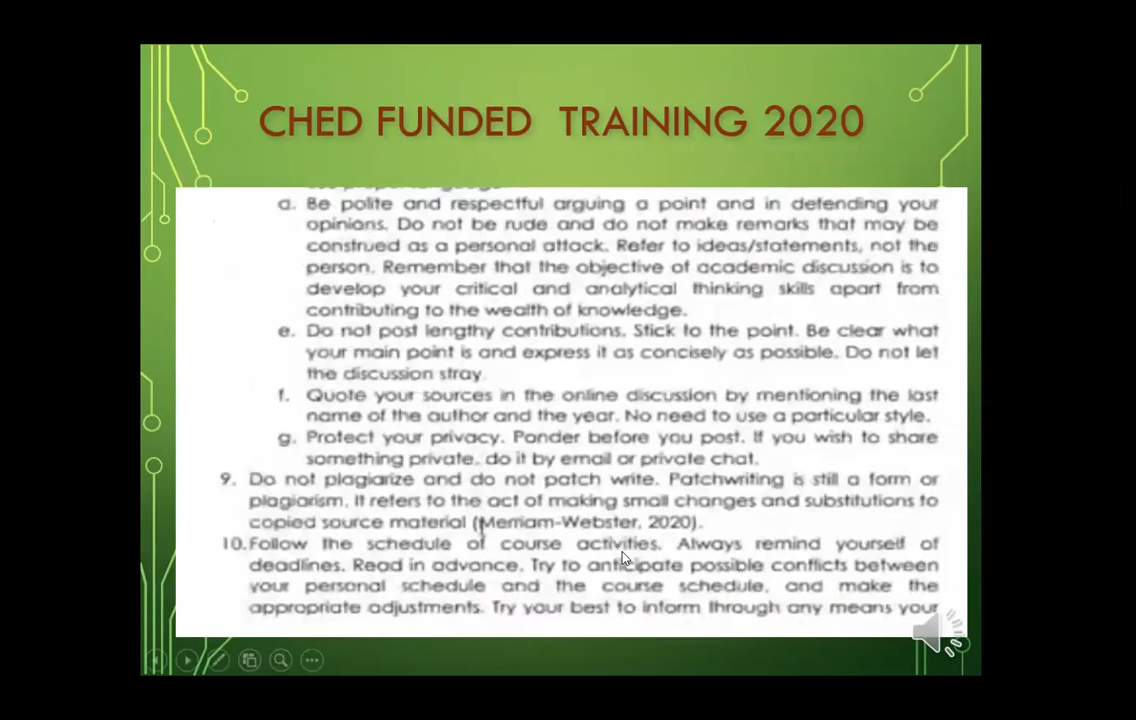 CHED FUNDED TRAINING 2020
d. Be polite and respectful arguing a point and in defending your
opinions. Do not be rude and do not make remarks that may be
construed as a personal attack. Refer to ideas/statements, not the
person. Remember that the objective of academic discussion is to
develop your critical and analytical thinking skills apart from
contributing to the wealth of knowledge.
e. Do not post lengthy contributions. Stick to the point. Be clear what
your main point is and express it as concisely as possible. Do not let
the discussion stray.
f. Quote your sources in the online discussion by mentioning the last
name of the author and the year. No need to use a particular style.
g. Protect your privacy. Ponder before you post. If you wish to share
something private, do it by email or private chat.
9. Do not plagiarize and do not patch write. Patchwriting is still a form or
plagiarism. It refers to the act of making small changes and substitutions to
copied source material (Merriam-Webster, 2020).
10. Follow the schedule of course activities. Always remind yourself of
deadlines. Read in advance. Try to anticipate possible conflicts between
your personal schedule and the course schedule, and make the
appropriate adjustments. Try your best to inform through any means your